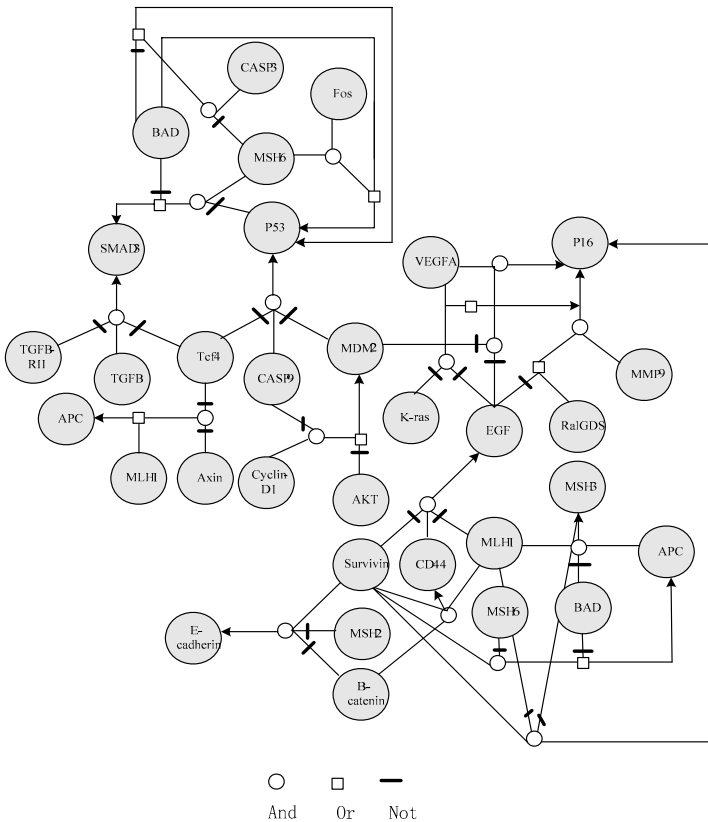 CASP3
Fos
BAD
MSH6
P53
SMAD3
VEGFA
P16
TGFB-
RII
TGFB
Tcf4
CASP9
MDM2
MMP9
K-ras
EGF
RalGDS
APC
MLH1
Axin
Cyclin-
D1
AKT
MSH3
Survivin
CD44
MLH1
APC
MSH6
BAD
E-
cadherin
MSH2
B-
catenin
And Or Not